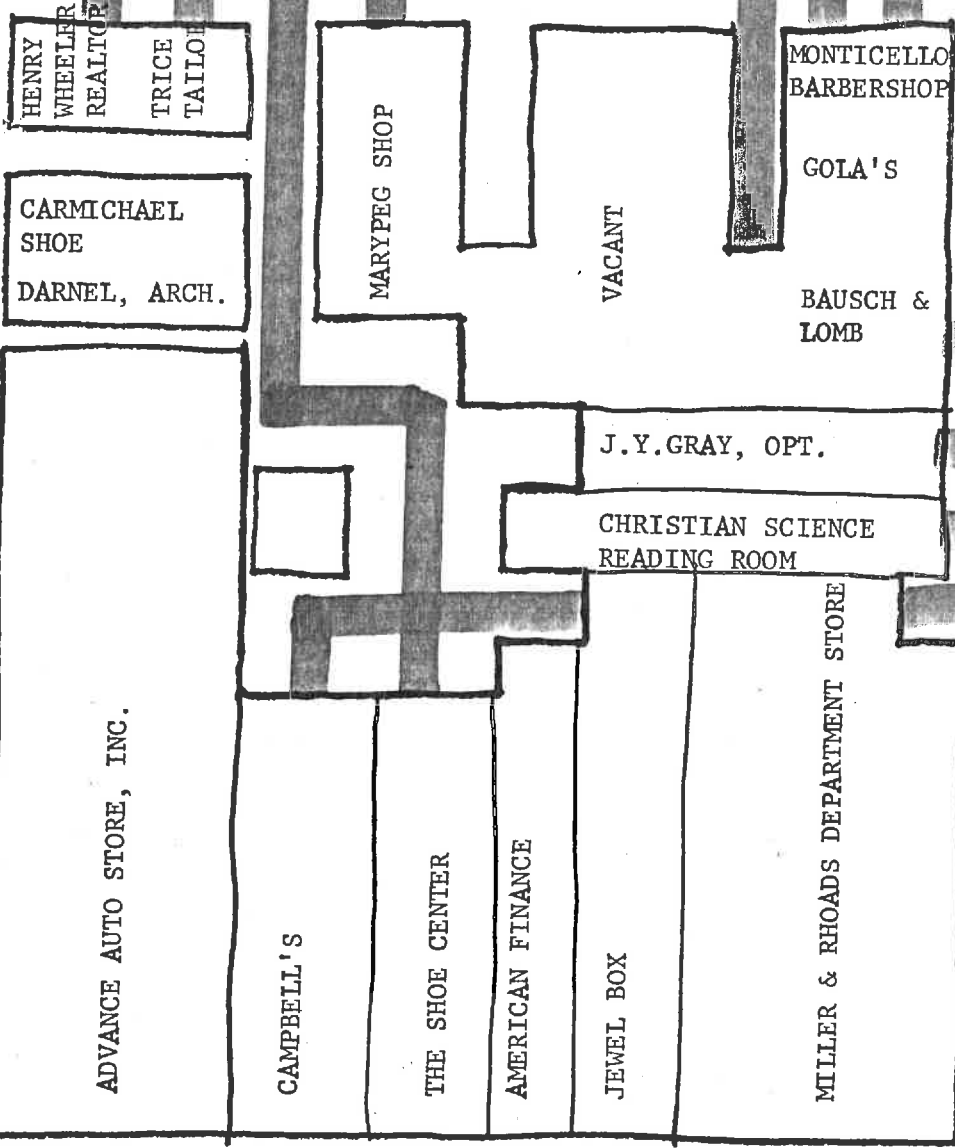 HENRY
WHEELER
REALTOR
TRICE
TAILOR
MONTICELLO
BARBERSHOP
GOLA'S
CARMICHAEL
SHOE
DARNEL, ARCH.
MARYPEG SHOP
VACANT
BAUSCH &
LOMB
J.Y.GRAY, OPT.
CHRISTIAN SCIENCE
READING ROOM
ADVANCE AUTO STORE, INC.
CAMPBELL'S
THE SHOE CENTER
AMERICAN FINANCE
JEWEL BOX
MILLER & RHOADS DEPARTMENT STORE